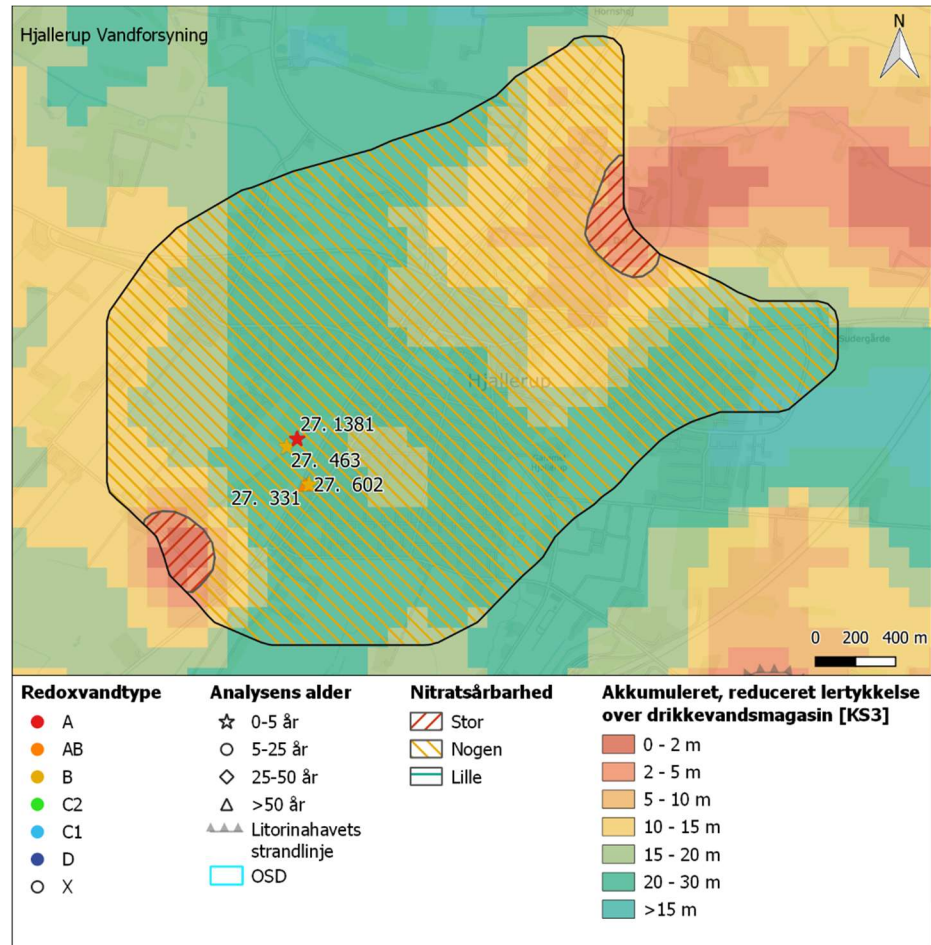 Hjallerup Vandforsyning
Hornshøj
N
Sudergårde
Hjallerup
27. 1381
27. 463
27. 602
27. 331
0 200 400 m
Redoxvandtype
A
AB
B
C2
C1
D
X
Analysens alder
0-5 år
5-25 år
25-50 år
>50 år
Litorinahavets
strandlinje
OSD
Nitratsårbarhed
Stor
Nogen
Lille
Akkumuleret, reduceret lertykkelse
over drikkevandsmagasin [KS3]
0 - 2 m
2 - 5 m
5 - 10 m
10 - 15 m
15 - 20 m
20 - 30 m
>15 m